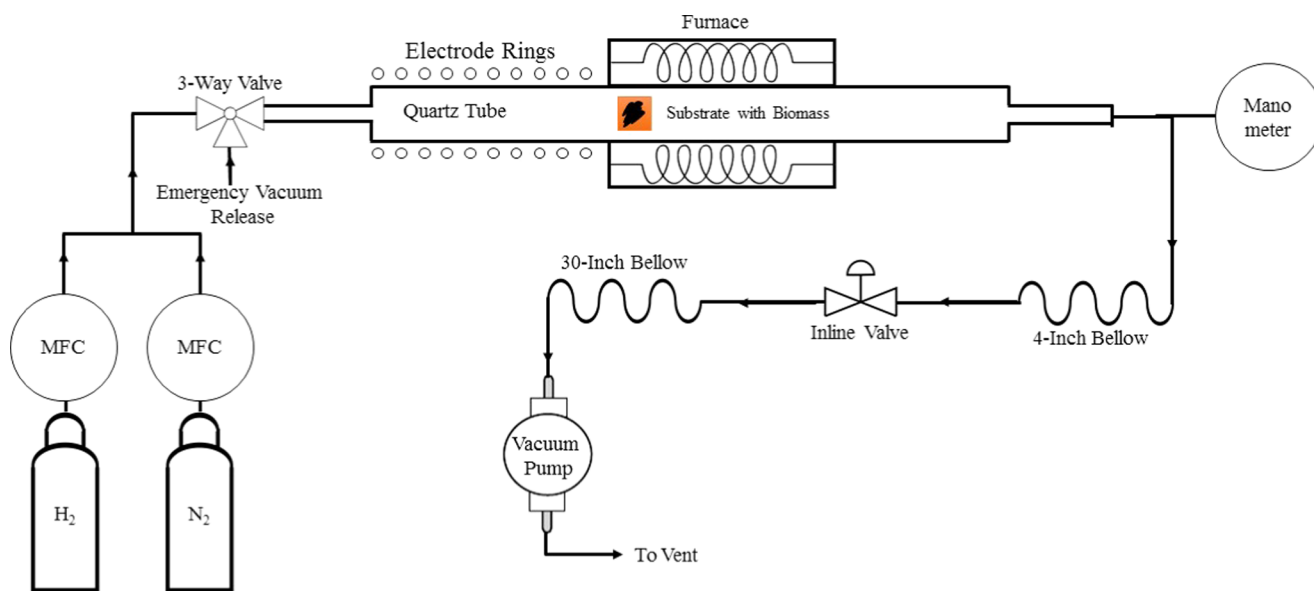 Furnace
Electrode Rings
3-Way Valve
Quartz Tube
Substrate with Biomass
Mano
meter
Emergency Vacuum
Release
30-Inch Bellow
Inline Valve
4-Inch Bellow
MFC
MFC
Vacuum
Pump
H₂
N₂
To Vent